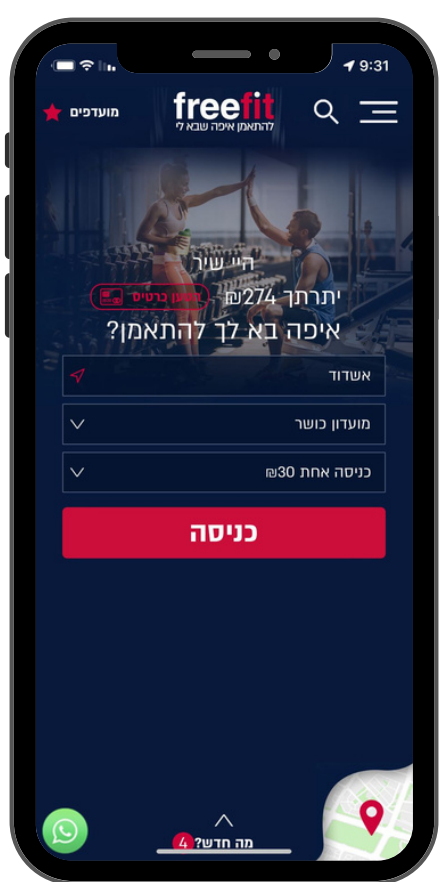 9:31
freefit
להתאמן איפה שבא לי
מועדפים
היי שיר
יתרתך 274₪
טען כרטיס
איפה בא לך להתאמן?
אשדוד
מועדון כושר
כניסה אחת 30₪
כניסה
מה חדש? 4